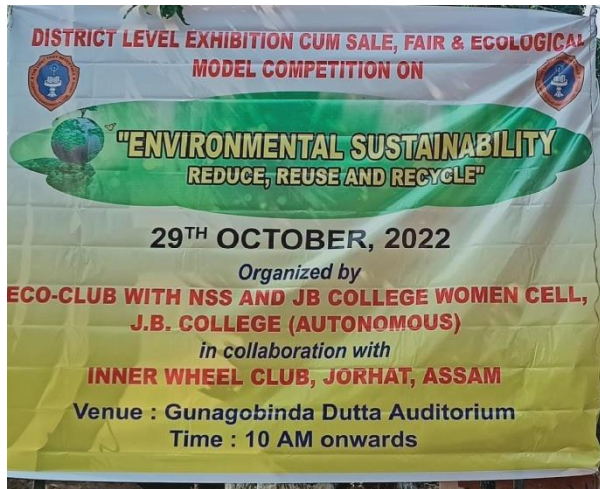 DISTRICT LEVEL EXHIBITION CUM SALE, FAIR & ECOLOGICAL
MODEL COMPETITION ON
"ENVIRONMENTAL SUSTAINABILITY
REDUCE, REUSE AND RECYCLE"
29TH OCTOBER, 2022
Organized by
ECO-CLUB WITH NSS AND JB COLLEGE WOMEN CELL,
J.B. COLLEGE (AUTONOMOUS)
in collaboration with
INNER WHEEL CLUB, JORHAT, ASSAM
Venue : Gunagobinda Dutta Auditorium
Time : 10 AM onwards